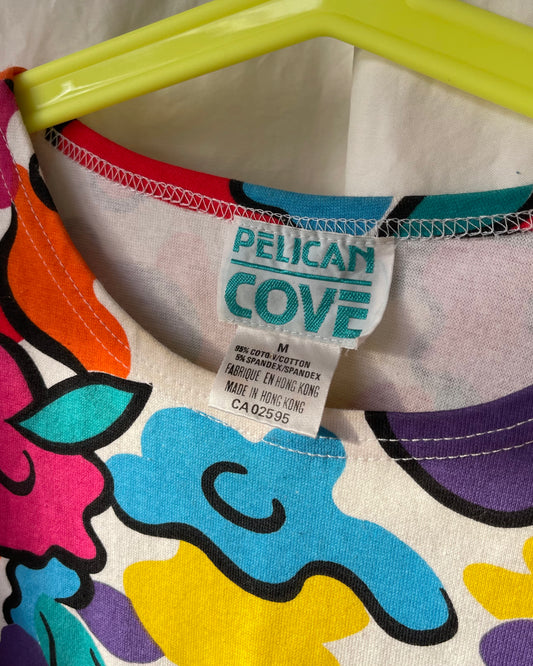 PELICAN
COVE
M
95% COTON/COTTON
5% SPANDEX/SPANDEX
FABRIQUE EN HONG KONG
MADE IN HONG KONG
CA 02595